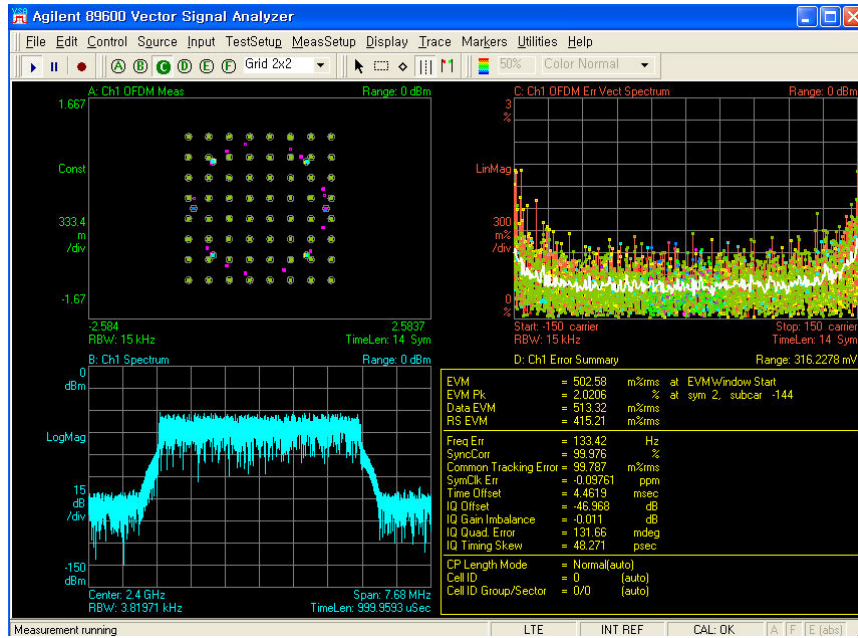 Agilent 89600 Vector Signal Analyzer
File Edit Control Source Input TestSetup MeasSetup Display Trace Markers Utilities Help
A B C D E F Grid 2x2 50% Color Normal
A: Ch1 OFDM Meas Range: 0 dBm
1.667
Const
333.4
m
/div
-1.67
-2.584 2.5837
RBW: 15 kHz TimeLen: 14 Sym
C: Ch1 OFDM Err Vect Spectrum Range: 0 dBm
3
%
LinMag
300
m%
/div
0
%
Start: -150 carrier Stop: 150 carrier
RBW: 15 kHz TimeLen: 14 Sym
B: Ch1 Spectrum Range: 0 dBm
0
dBm
LogMag
15
dB
/div
-150
dBm
Center: 2.4 GHz Span: 7.68 MHz
RBW: 3.81971 kHz TimeLen: 999.9593 uSec
D: Ch1 Error Summary Range: 316.2278 mV
EVM = 502.58 m%rms at EVMWindow Start
EVM Pk = 2.0206 % at sym 2, subcar -144
Data EVM = 513.32 m%rms
RS EVM = 415.21 m%rms
Freq Err = 133.42 Hz
SyncCorr = 99.976 %
Common Tracking Error = 99.787 m%rms
SymClk Err = -0.09761 ppm
Time Offset = 4.4619 msec
IQ Offset = -46.968 dB
IQ Gain Imbalance = -0.011 dB
IQ Quad. Error = 131.66 mdeg
IQ Timing Skew = 48.271 psec
CP Length Mode = Normal(auto)
Cell ID = 0 (auto)
Cell ID Group/Sector = 0/0 (auto)
Measurement running LTE INT REF CAL: OK A F E (abs)